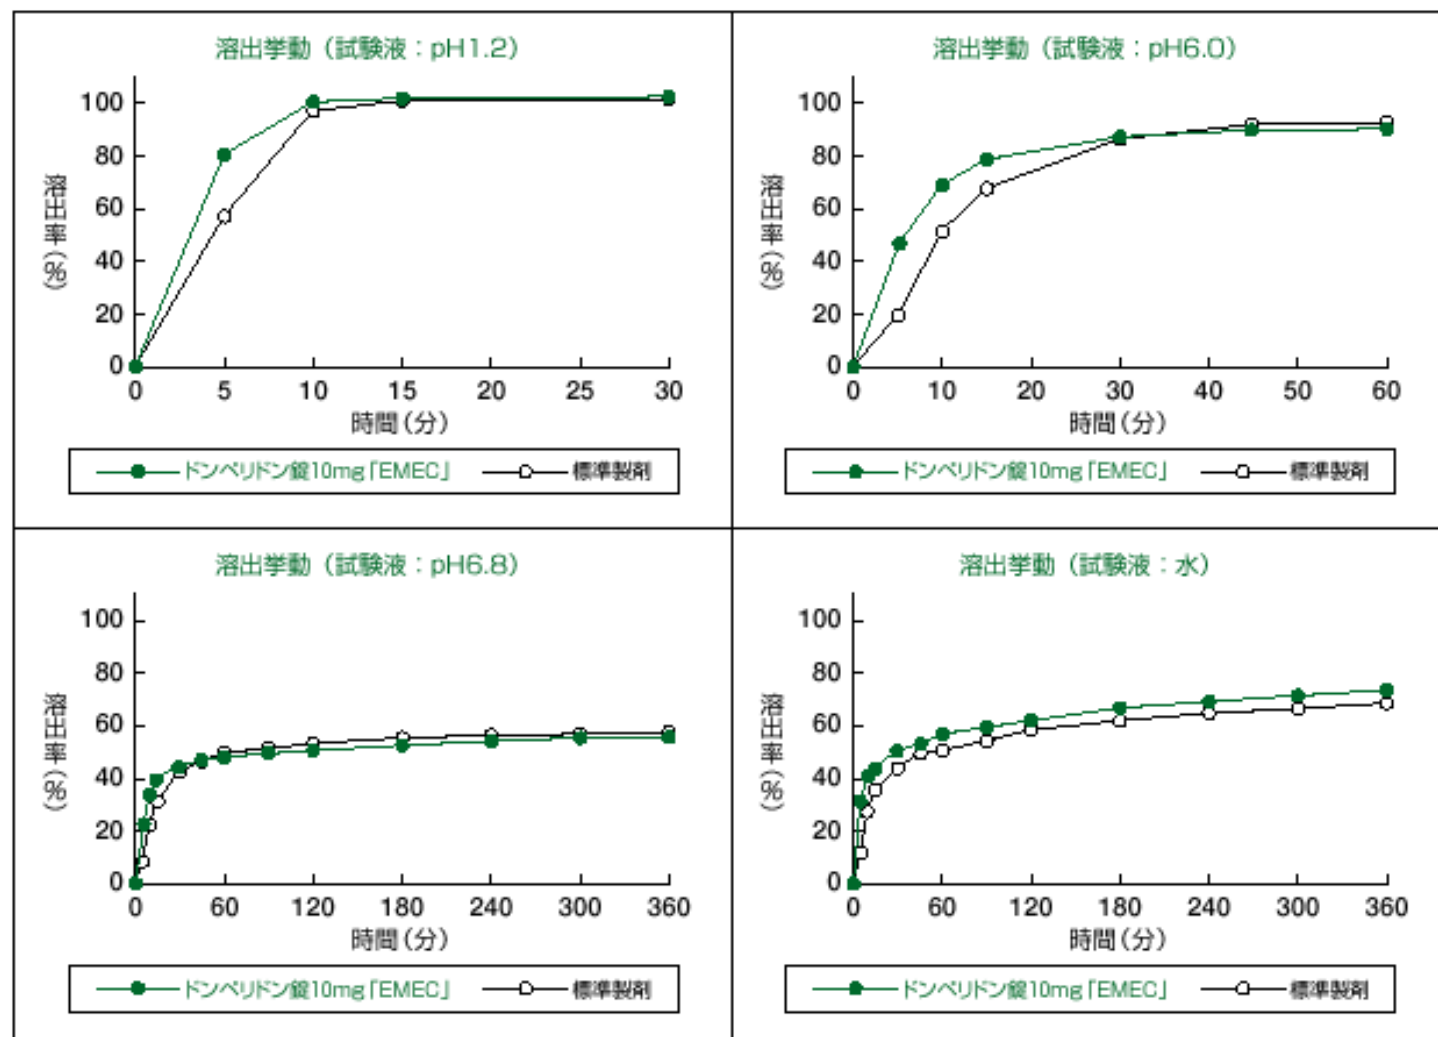 溶出挙動（試験液：pH1.2）
溶出率(%)
100
80
60
40
20
0
0 5 10 15 20 25 30
時間(分)
ドンペリドン錠10mg「EMEC」 標準製剤
溶出挙動（試験液：pH6.0）
溶出率(%)
100
80
60
40
20
0
0 10 20 30 40 50 60
時間(分)
ドンペリドン錠10mg「EMEC」 標準製剤
溶出挙動（試験液：pH6.8）
溶出率(%)
100
80
60
40
20
0
0 60 120 180 240 300 360
時間(分)
ドンペリドン錠10mg「EMEC」 標準製剤
溶出挙動（試験液：水）
溶出率(%)
100
80
60
40
20
0
0 60 120 180 240 300 360
時間(分)
ドンペリドン錠10mg「EMEC」 標準製剤